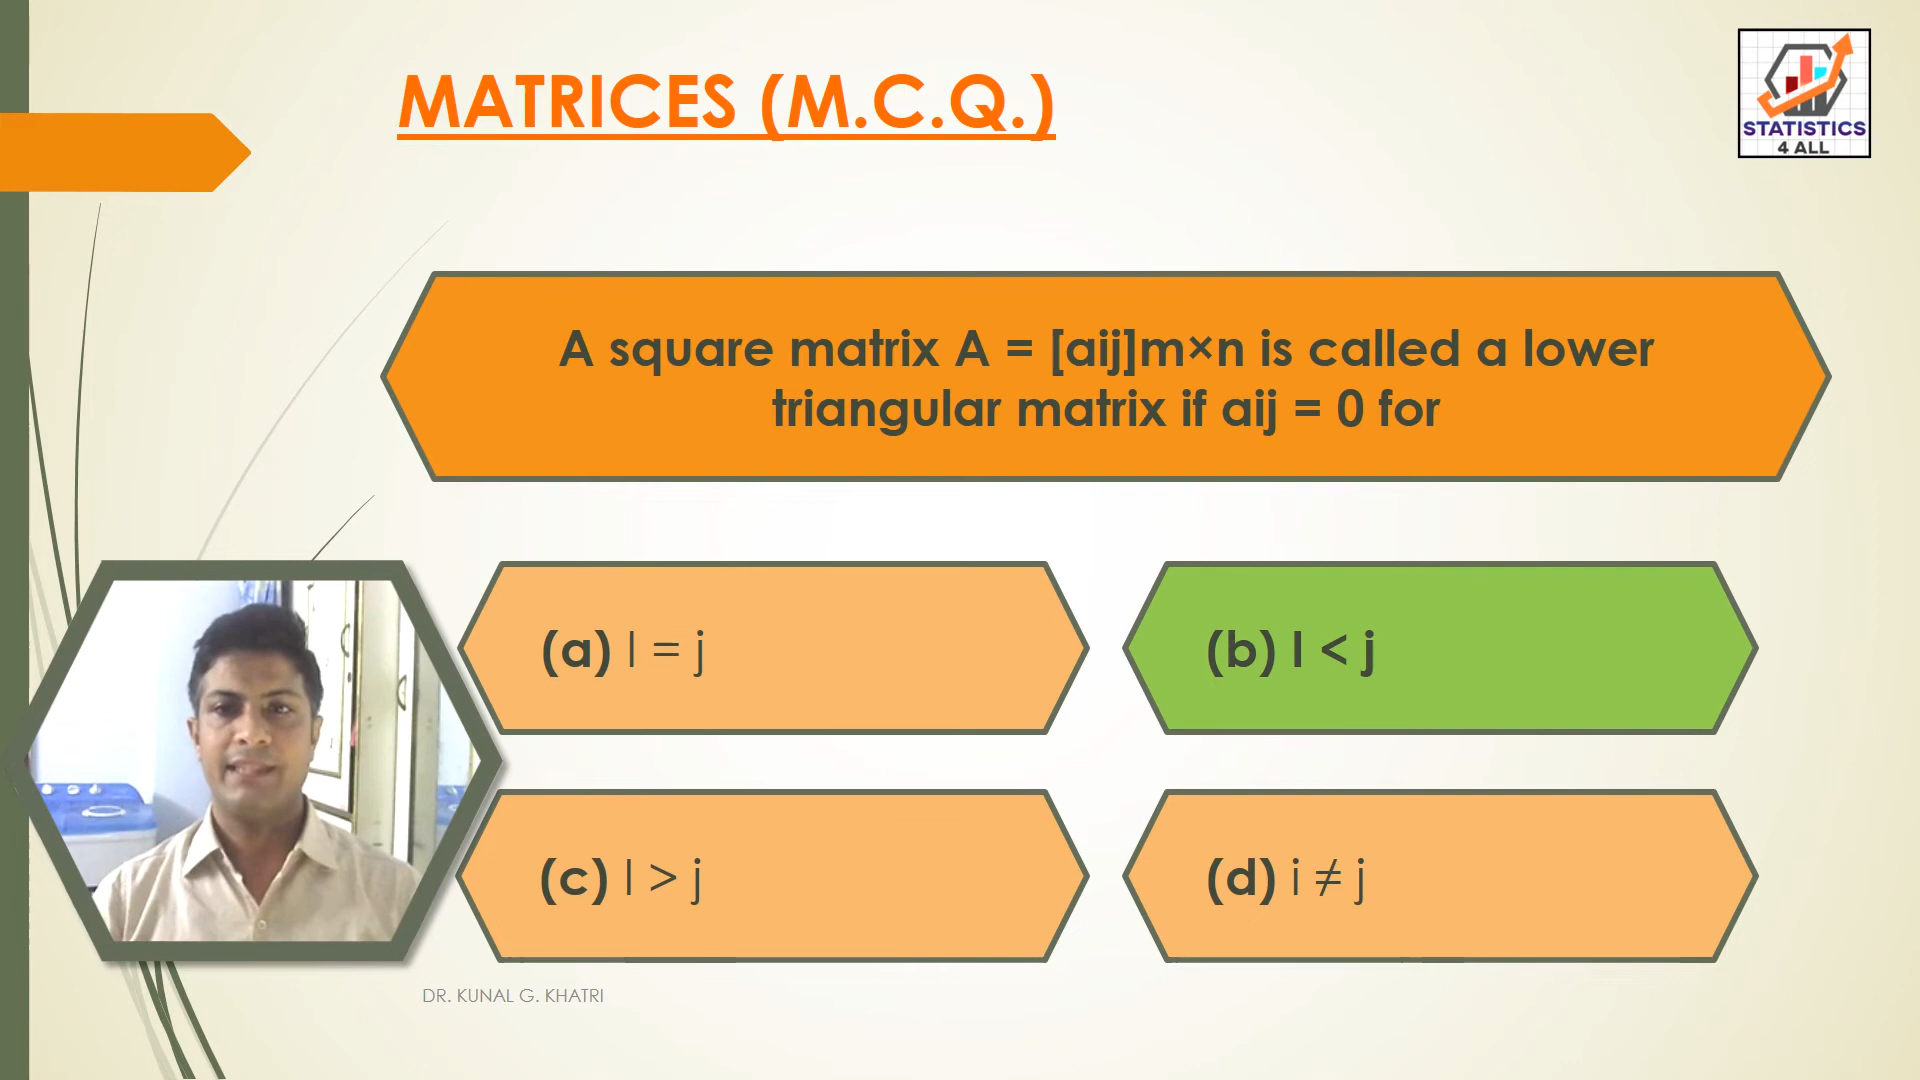 MATRICES (M.C.Q.)
STATISTICS
4 ALL
A square matrix A = [aij]m×n is called a lower
triangular matrix if aij = 0 for
(a) I = j
(b) I < j
(c) I > j
(d) i ≠ j
DR. KUNAL G. KHATRI